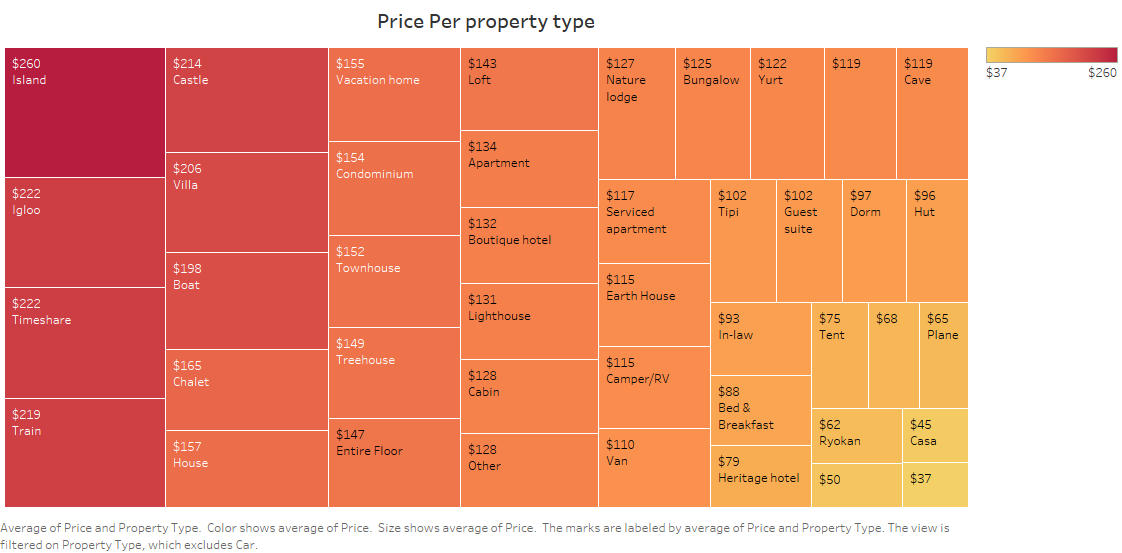 Price Per property type
$260
Island
$222
Igloo
$222
Timeshare
$219
Train
$214
Castle
$206
Villa
$198
Boat
$165
Chalet
$157
House
$155
Vacation home
$154
Condominium
$152
Townhouse
$149
Treehouse
$147
Entire Floor
$143
Loft
$134
Apartment
$132
Boutique hotel
$131
Lighthouse
$128
Cabin
$128
Other
$127
Nature
lodge
$125
Bungalow
$122
Yurt
$119
$119
Cave
$117
Serviced
apartment
$115
Earth House
$115
Camper/RV
$110
Van
$102
Tipi
$102
Guest
suite
$97
Dorm
$96
Hut
$93
In-law
$88
Bed &
Breakfast
$79
Heritage hotel
$75
Tent
$68
$65
Plane
$62
Ryokan
$50
$45
Casa
$37
$37
$260
Average of Price and Property Type.  Color shows average of Price.  Size shows average of Price.  The marks are labeled by average of Price and Property Type. The view is
filtered on Property Type, which excludes Car.